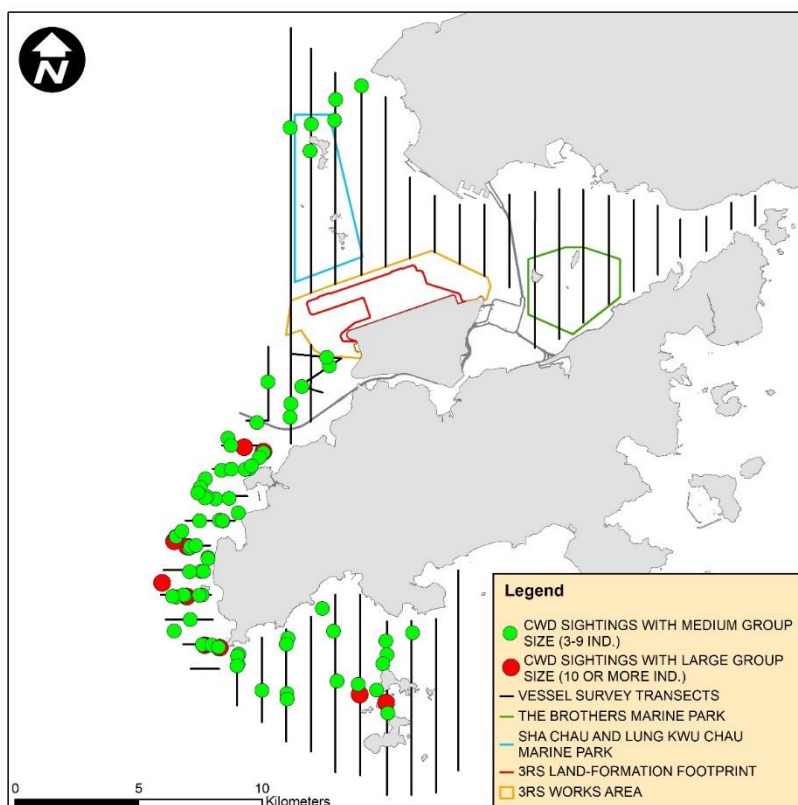 N
Legend
CWD SIGHTINGS WITH MEDIUM GROUP
SIZE (3-9 IND.)
CWD SIGHTINGS WITH LARGE GROUP
SIZE (10 OR MORE IND.)
VESSEL SURVEY TRANSECTS
THE BROTHERS MARINE PARK
SHA CHAU AND LUNG KWU CHAU
MARINE PARK
3RS LAND-FORMATION FOOTPRINT
3RS WORKS AREA
0 5 10
Kilometers